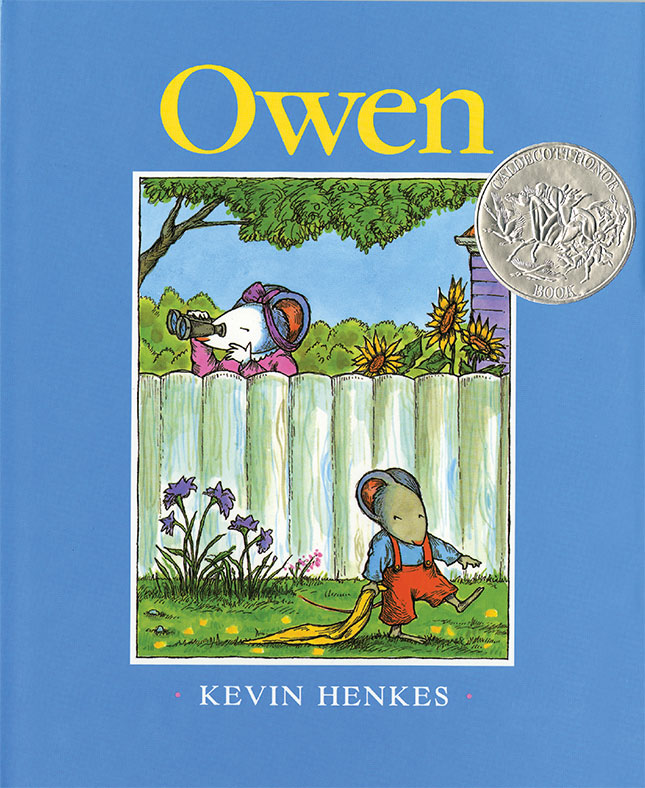 Owen
CALDECOTT HONOR
BOOK
· KEVIN HENKES ·